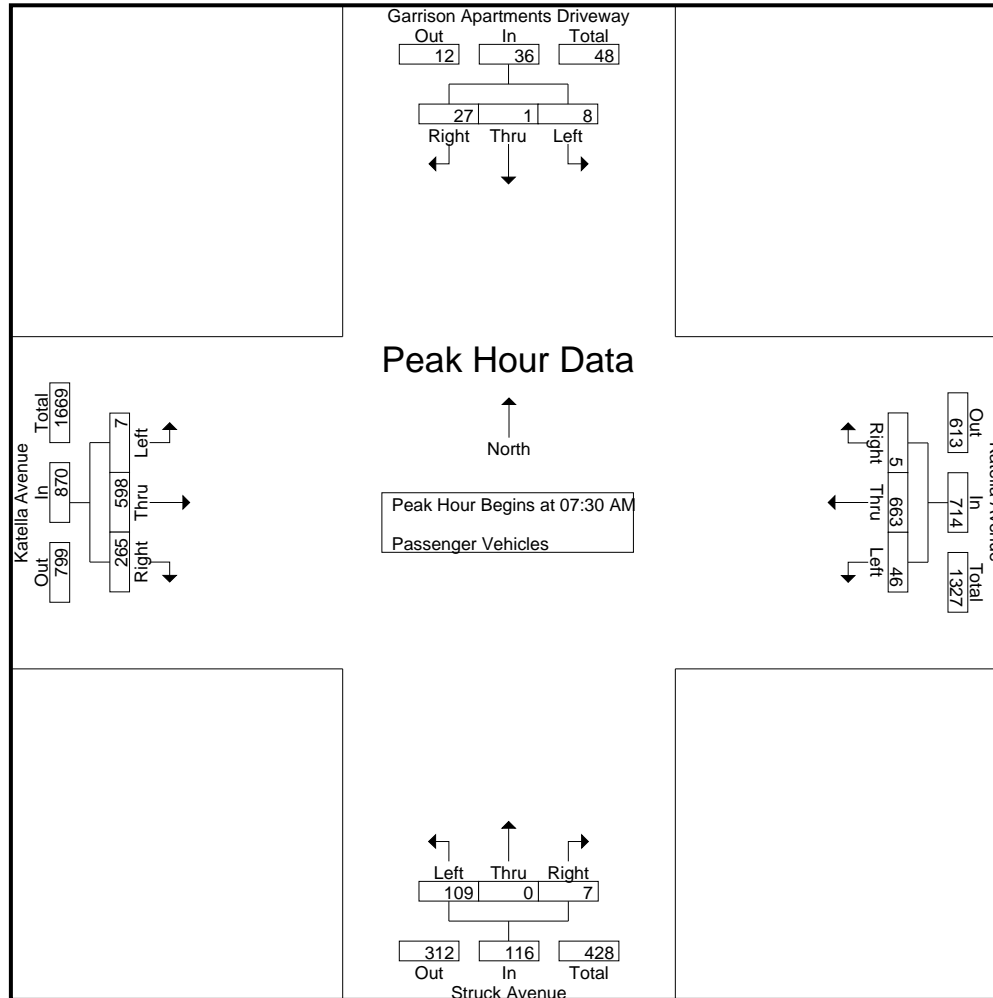 Garrison Apartments Driveway
Out In Total
12 36 48
27 1 8
Right Thru Left
Peak Hour Data
North
Peak Hour Begins at 07:30 AM
Passenger Vehicles
Katella Avenue
Out In Total
799 870 1669
265 598 7
Right Thru Left
Katella Avenue
Out In Total
613 714 1327
5 663 46
Right Thru Left
Left Thru Right
109 0 7
312 116 428
Out In Total
Struck Avenue